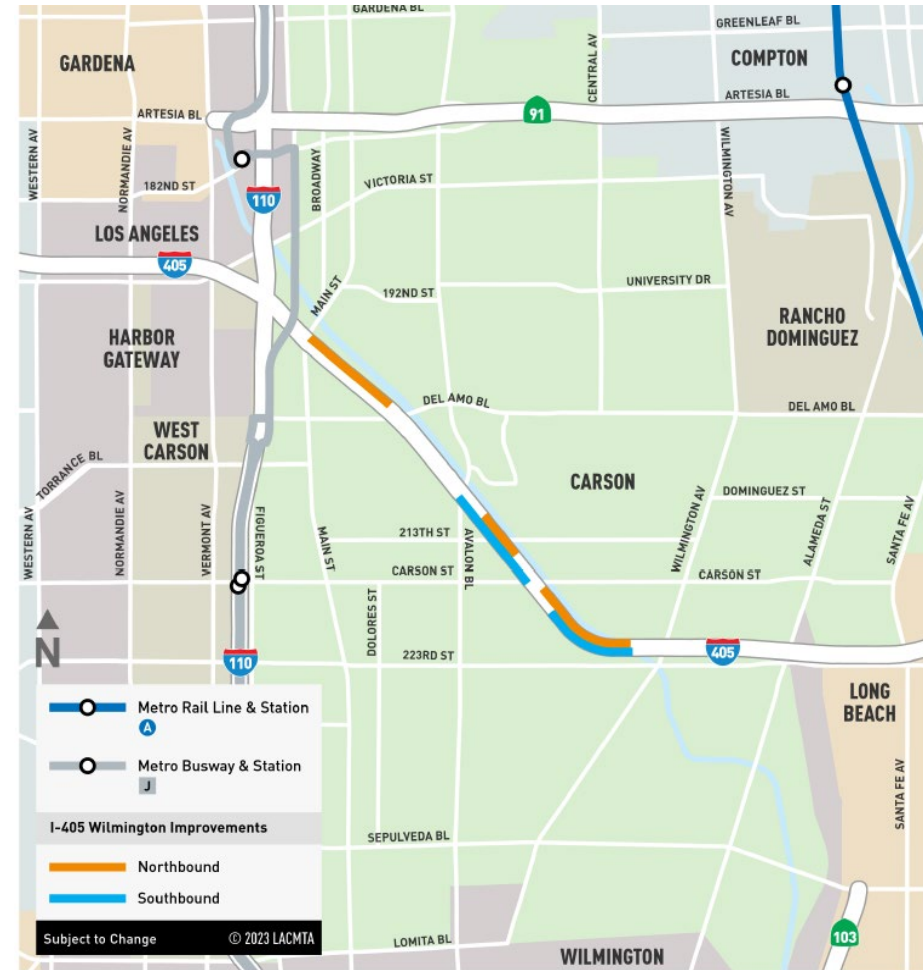 GARDENA BL
GREENLEAF BL
GARDENA
COMPTON
CENTRAL AV
ARTESIA BL
ARTESIA BL
91
WESTERN AV
NORMANDIE AV
BROADWAY
WILMINGTON AV
VICTORIA ST
182ND ST
110
LOS ANGELES
405
MAIN ST
192ND ST
UNIVERSITY DR
RANCHO
DOMINGUEZ
HARBOR
GATEWAY
DEL AMO BL
DEL AMO BL
WEST
CARSON
TORRANCE BL
CARSON
DOMINGUEZ ST
WESTERN AV
NORMANDIE AV
VERMONT AV
FIGUEROA ST
MAIN ST
213TH ST
AVALON BL
WILMINGTON AV
ALAMEDA ST
SANTA FE AV
CARSON ST
CARSON ST
DOLORES ST
N
110
223RD ST
405
LONG
BEACH
Metro Rail Line & Station
A
Metro Busway & Station
J
SANTA FE AV
I-405 Wilmington Improvements
SEPULVEDA BL
Northbound
Southbound
Subject to Change
© 2023 LACMTA
LOMITA BL
103
WILMINGTON